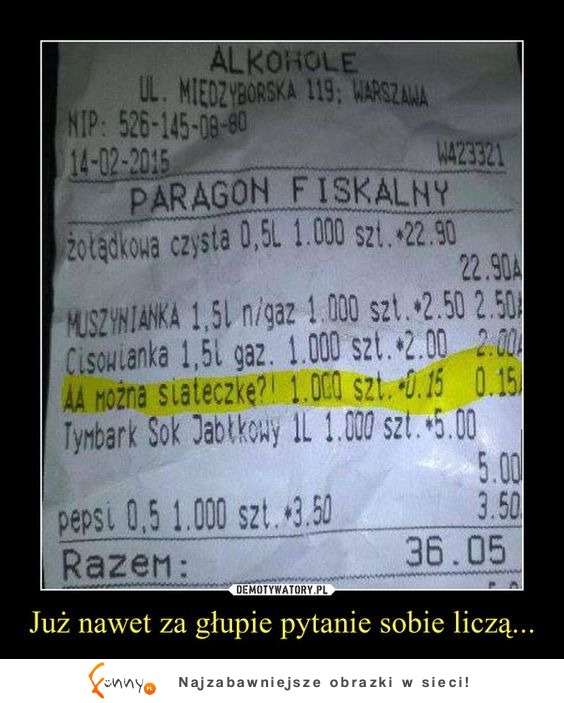 ALKOHOLE
UL. MIĘDZYBORSKA 119; WARSZAWA
NIP: 526-145-08-80
14-02-2015 W423321
PARAGON FISKALNY
żołądkowa czysta 0,5L 1.000 szt.*22.90
22.90A
MUSZYNIANKA 1,5l n/gaz 1.000 szt.*2.50 2.50A
Cisowianka 1,5l gaz. 1.000 szt.*2.00 2.00A
AA można siateczkę?! 1.000 szt.*0.15 0.15
Tymbark Sok Jabłkowy 1L 1.000 szt.*5.00
5.00
pepsi 0,5 1.000 szt.*3.50 3.50
Razem: 36.05
DEMOTYWATORY.PL
Już nawet za głupie pytanie sobie liczą...
funny.pl Najzabawniejsze obrazki w sieci!